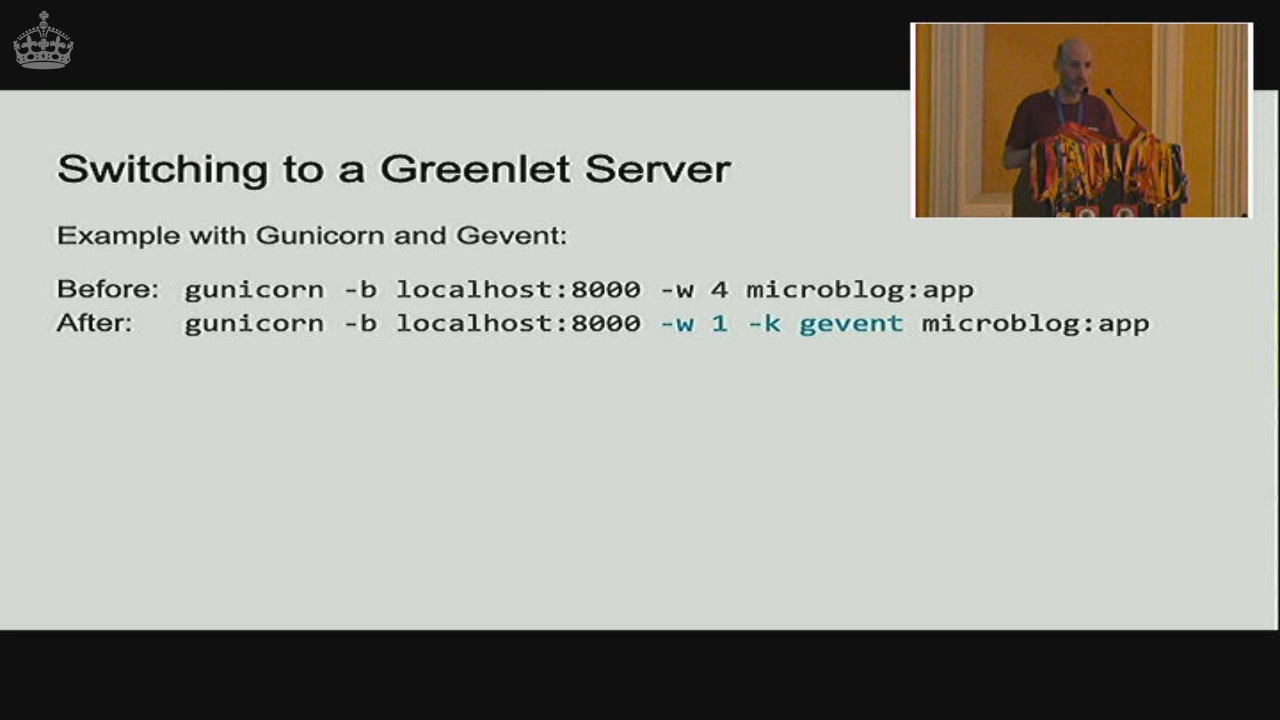 Switching to a Greenlet Server
Example with Gunicorn and Gevent:
Before: gunicorn -b localhost:8000 -w 4 microblog:app
After: gunicorn -b localhost:8000 -w 1 -k gevent microblog:app